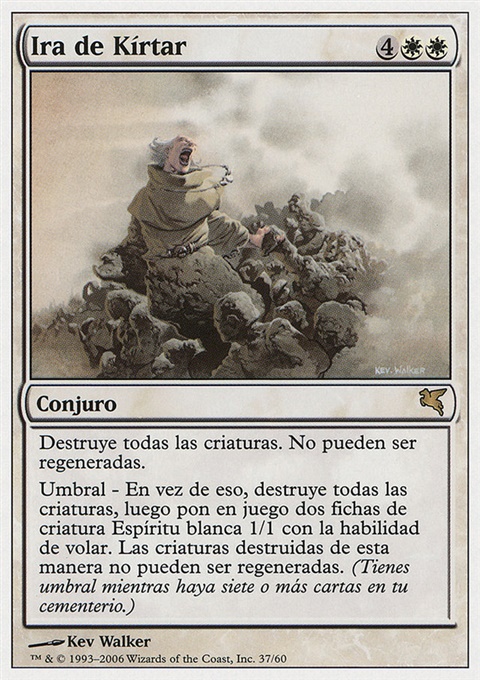 Ira de Kírtar 4
KEV. WALKER
Conjuro
Destruye todas las criaturas. No pueden ser
regeneradas.
Umbral - En vez de eso, destruye todas las
criaturas, luego pon en juego dos fichas de
criatura Espíritu blanca 1/1 con la habilidad
de volar. Las criaturas destruidas de esta
manera no pueden ser regeneradas. (Tienes
umbral mientras haya siete o más cartas en tu
cementerio.)
Kev Walker
™ & © 1993–2006 Wizards of the Coast, Inc. 37/60